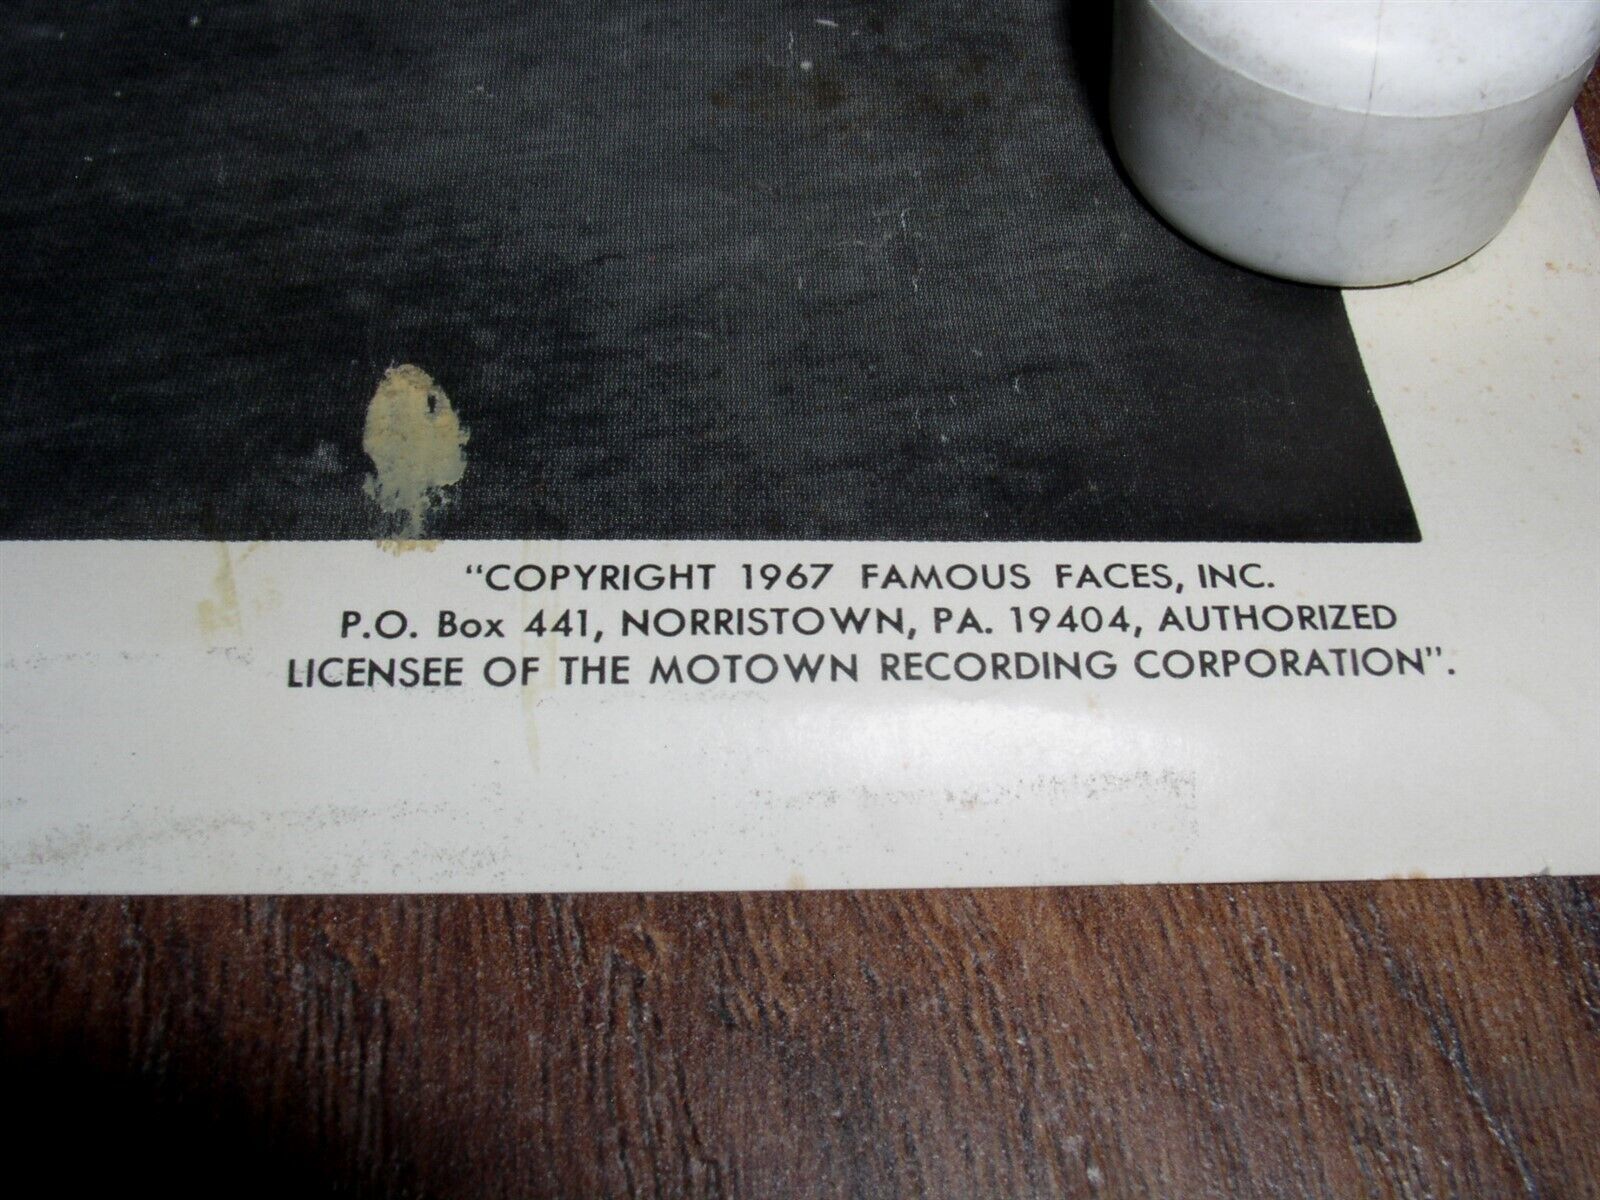 "COPYRIGHT 1967 FAMOUS FACES, INC.
P.O. Box 441, NORRISTOWN, PA. 19404, AUTHORIZED
LICENSEE OF THE MOTOWN RECORDING CORPORATION".